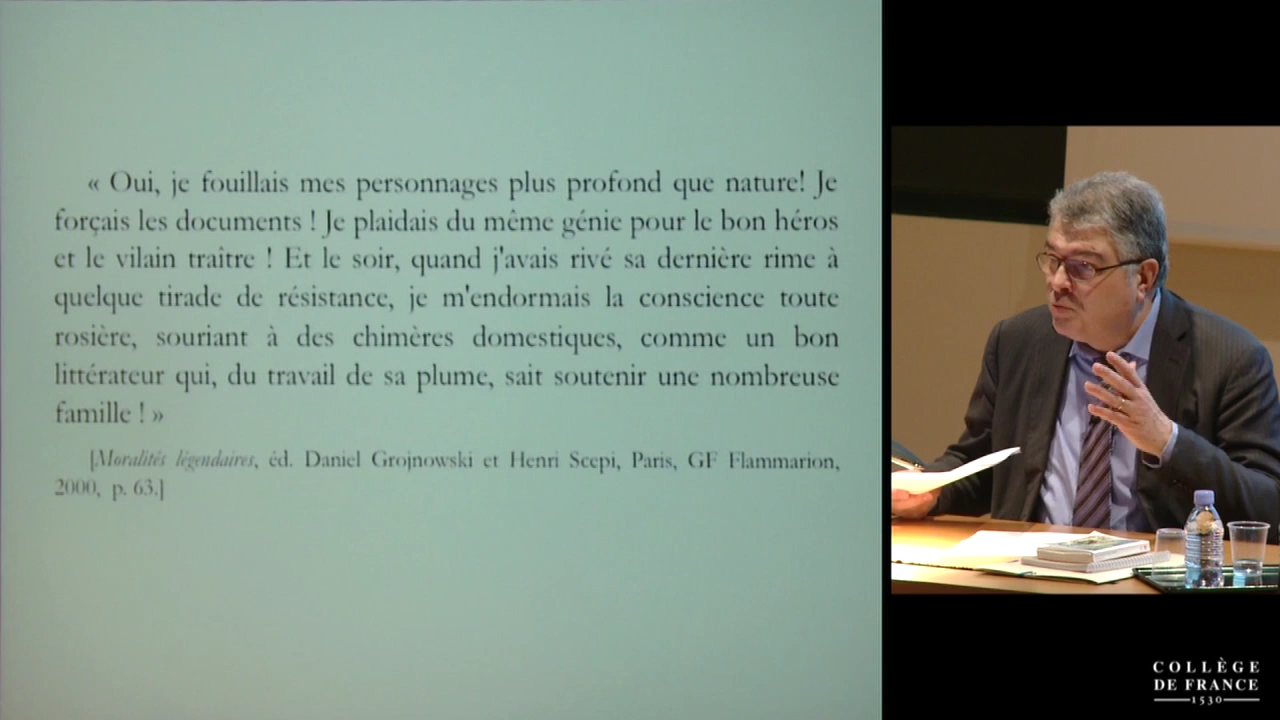 « Oui, je fouillais mes personnages plus profond que nature! Je
forçais les documents ! Je plaidais du même génie pour le bon héros
et le vilain traître ! Et le soir, quand j'avais rivé sa dernière rime à
quelque tirade de résistance, je m'endormais la conscience toute
rosière, souriant à des chimères domestiques, comme un bon
littérateur qui, du travail de sa plume, sait soutenir une nombreuse
famille ! »
[Moralités légendaires, éd. Daniel Grojnowski et Henri Scepi, Paris, GF Flammarion,
2000, p. 63.]
COLLÈGE
DE FRANCE
1530